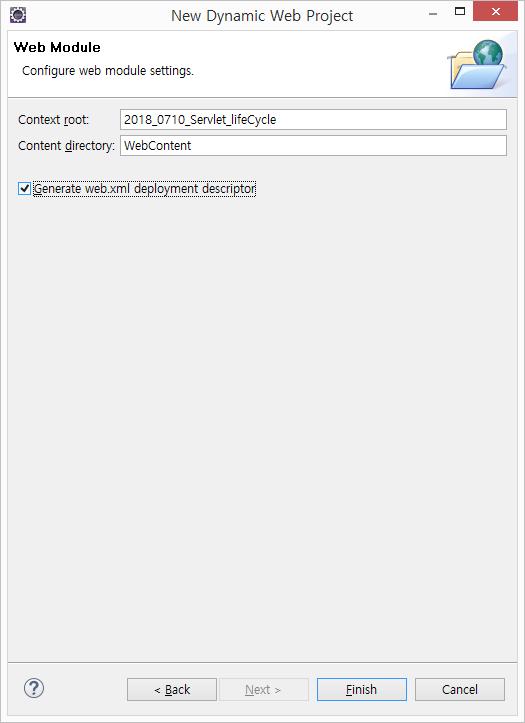 New Dynamic Web Project
Web Module
Configure web module settings.
Context root: 2018_0710_Servlet_lifeCycle
Content directory: WebContent
Generate web.xml deployment descriptor
? < Back Next > Finish Cancel